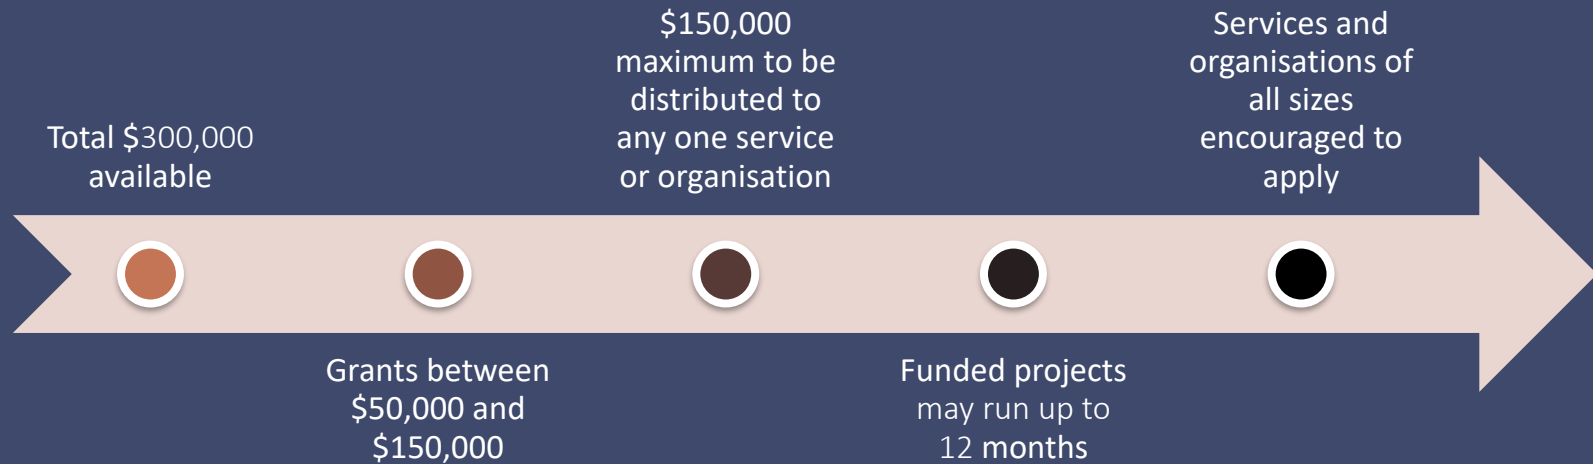 Total $300,000
available
Grants between
$50,000 and
$150,000
$150,000
maximum to be
distributed to
any one service
or organisation
Funded projects
may run up to
12 months
Services and
organisations of
all sizes
encouraged to
apply